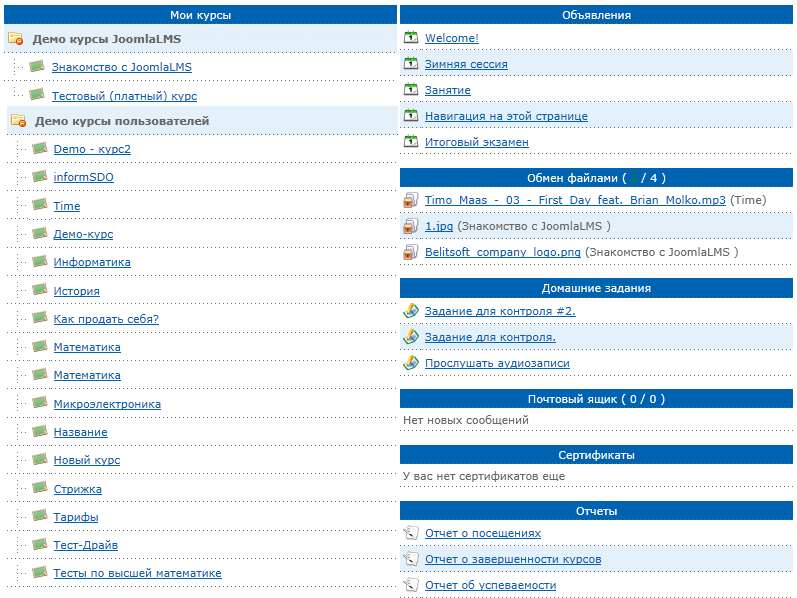 Мои курсы
Демо курсы JoomlaLMS
Знакомство с JoomlaLMS
Тестовый (платный) курс
Демо курсы пользователей
Demo - курс2
informSDO
Time
Демо-курс
Информатика
История
Как продать себя?
Математика
Математика
Микроэлектроника
Название
Новый курс
Стрижка
Тарифы
Тест-Драйв
Тесты по высшей математике
Объявления
Welcome!
Зимняя сессия
Занятие
Навигация на этой странице
Итоговый экзамен
Обмен файлами ( / 4 )
Timo_Maas_-_03_-_First_Day_feat._Brian_Molko.mp3 (Time)
1.jpg (Знакомство с JoomlaLMS )
Belitsoft_company_logo.png (Знакомство с JoomlaLMS )
Домашние задания
Задание для контроля #2.
Задание для контроля.
Прослушать аудиозаписи
Почтовый ящик ( 0 / 0 )
Нет новых сообщений
Сертификаты
У вас нет сертификатов еще
Отчеты
Отчет о посещениях
Отчет о завершенности курсов
Отчет об успеваемости